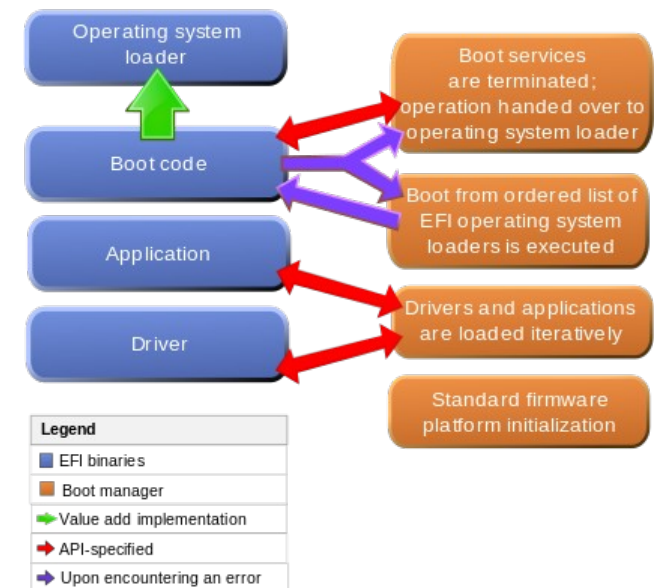 Operating system
loader
Boot code
Application
Driver
Boot services
are terminated;
operation handed over to
operating system loader
Boot from ordered list of
EFI operating system
loaders is executed
Drivers and applications
are loaded iteratively
Standard firmware
platform initialization
Legend
EFI binaries
Boot manager
Value add implementation
API-specified
Upon encountering an error